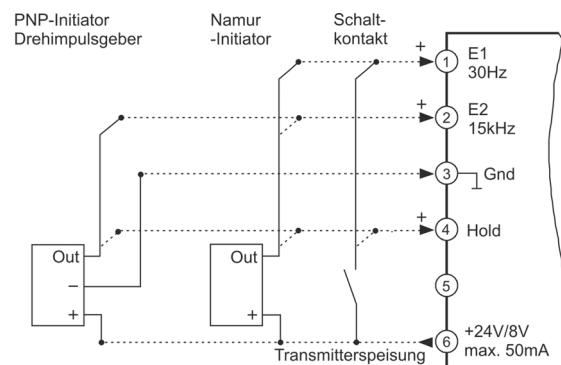 PNP-Initiator
Drehimpulsgeber
Namur
-Initiator
Schalt-
kontakt
+
1
E1
30Hz
+
2
E2
15kHz
3
Gnd
+
4
Hold
5
6
+24V/8V
max. 50mA
Out
−
+
Out
+
Transmitterspeisung